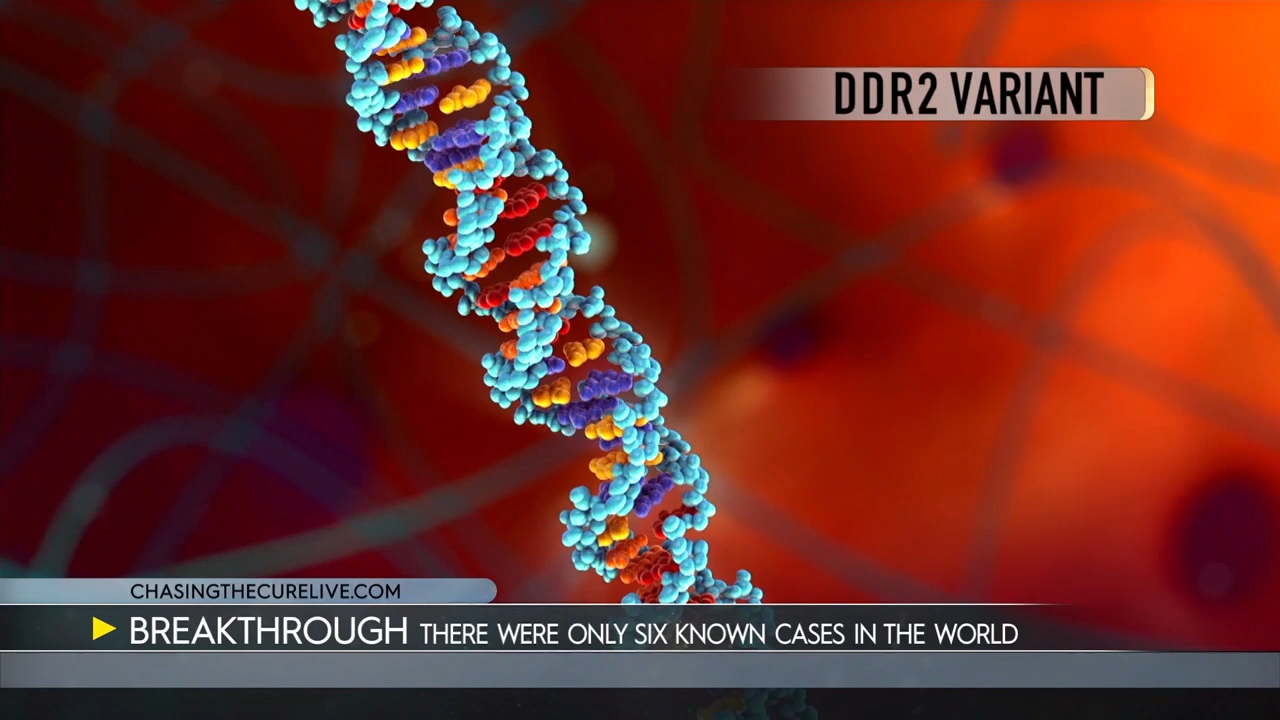 DDR2 VARIANT
CHASINGTHECURELIVE.COM
BREAKTHROUGH THERE WERE ONLY SIX KNOWN CASES IN THE WORLD